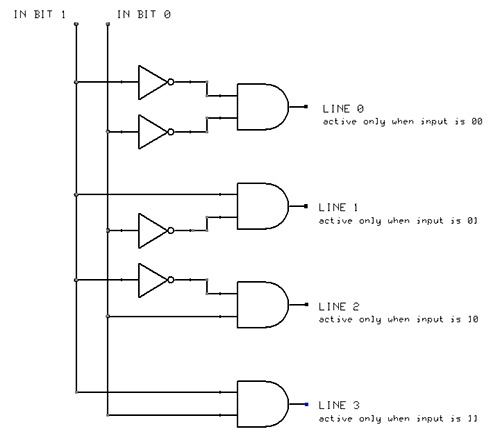 IN BIT 1 IN BIT 0
LINE 0
active only when input is 00
LINE 1
active only when input is 01
LINE 2
active only when input is 10
LINE 3
active only when input is 11